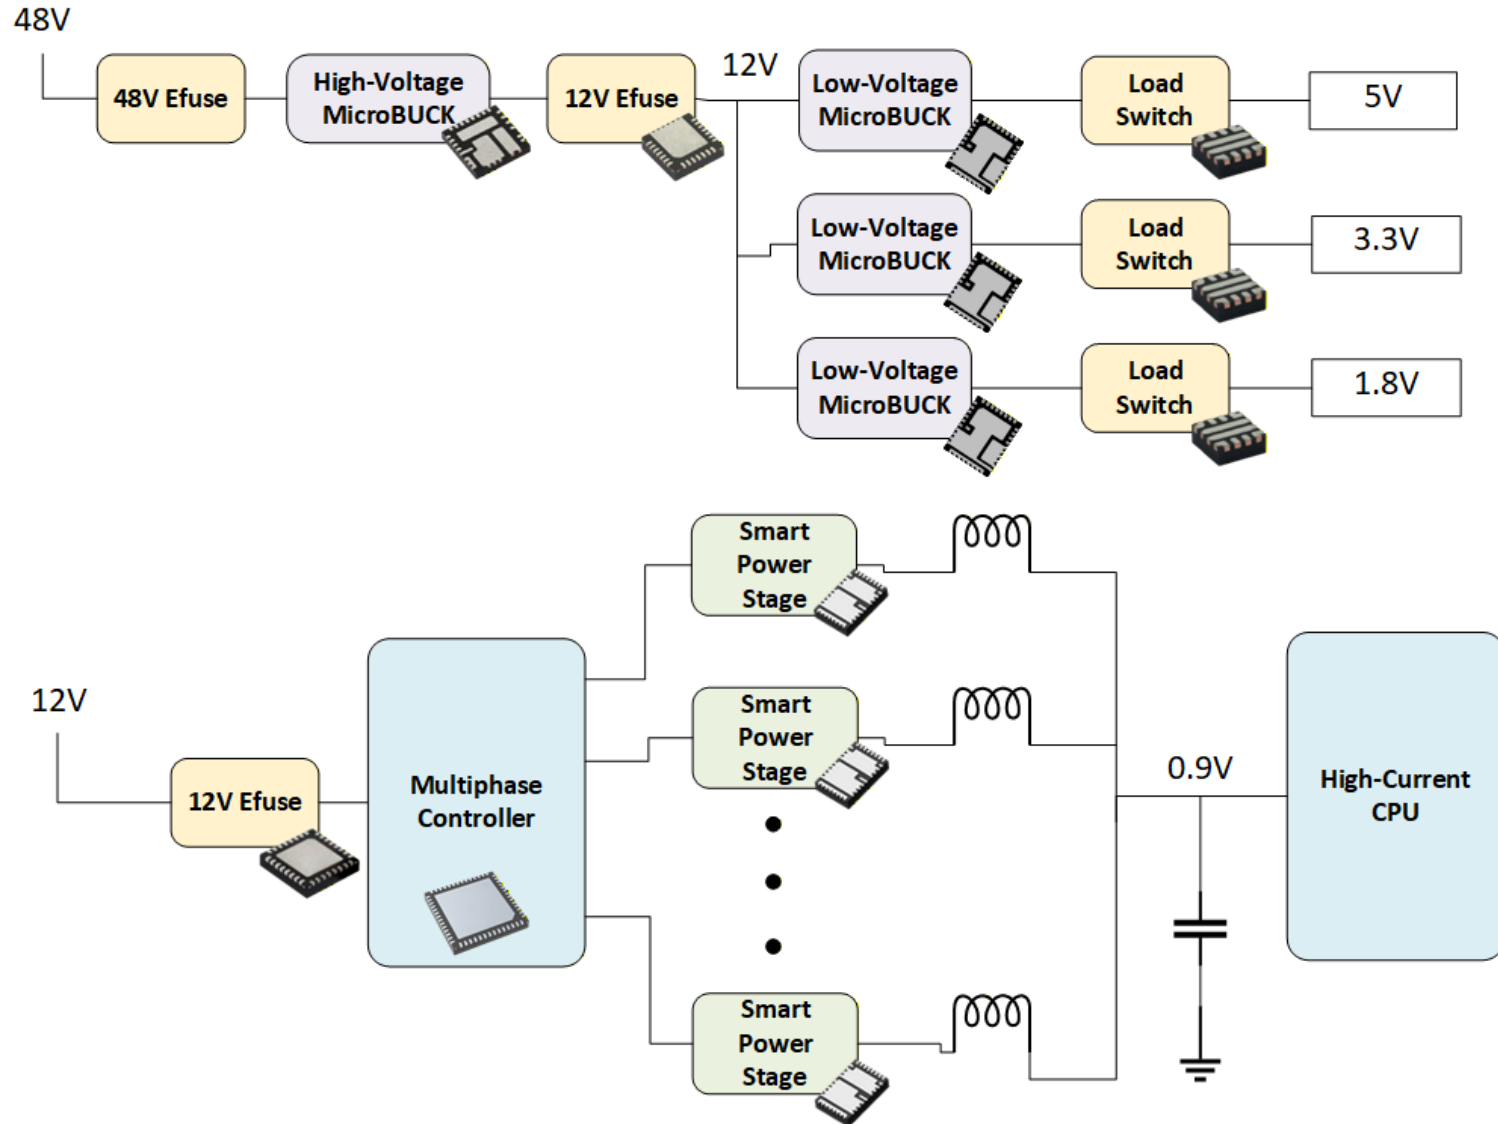 48V
48V Efuse
High-Voltage
MicroBUCK
12V Efuse
12V
Low-Voltage
MicroBUCK
Load
Switch
5V
Low-Voltage
MicroBUCK
Load
Switch
3.3V
Low-Voltage
MicroBUCK
Load
Switch
1.8V
12V
12V Efuse
Multiphase
Controller
Smart
Power
Stage
Smart
Power
Stage
Smart
Power
Stage
0.9V
High-Current
CPU